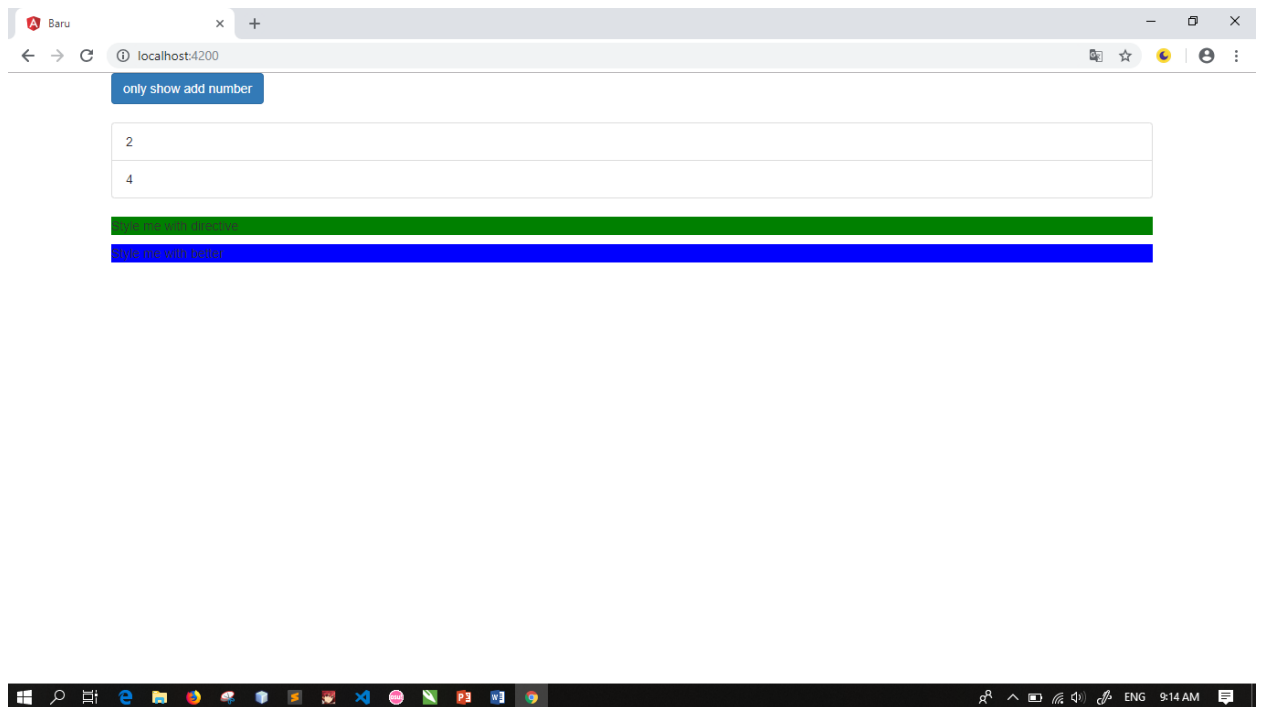 Baru
localhost:4200
only show add number
2
4
Style me with directive
Style me with better
ENG 9:14 AM